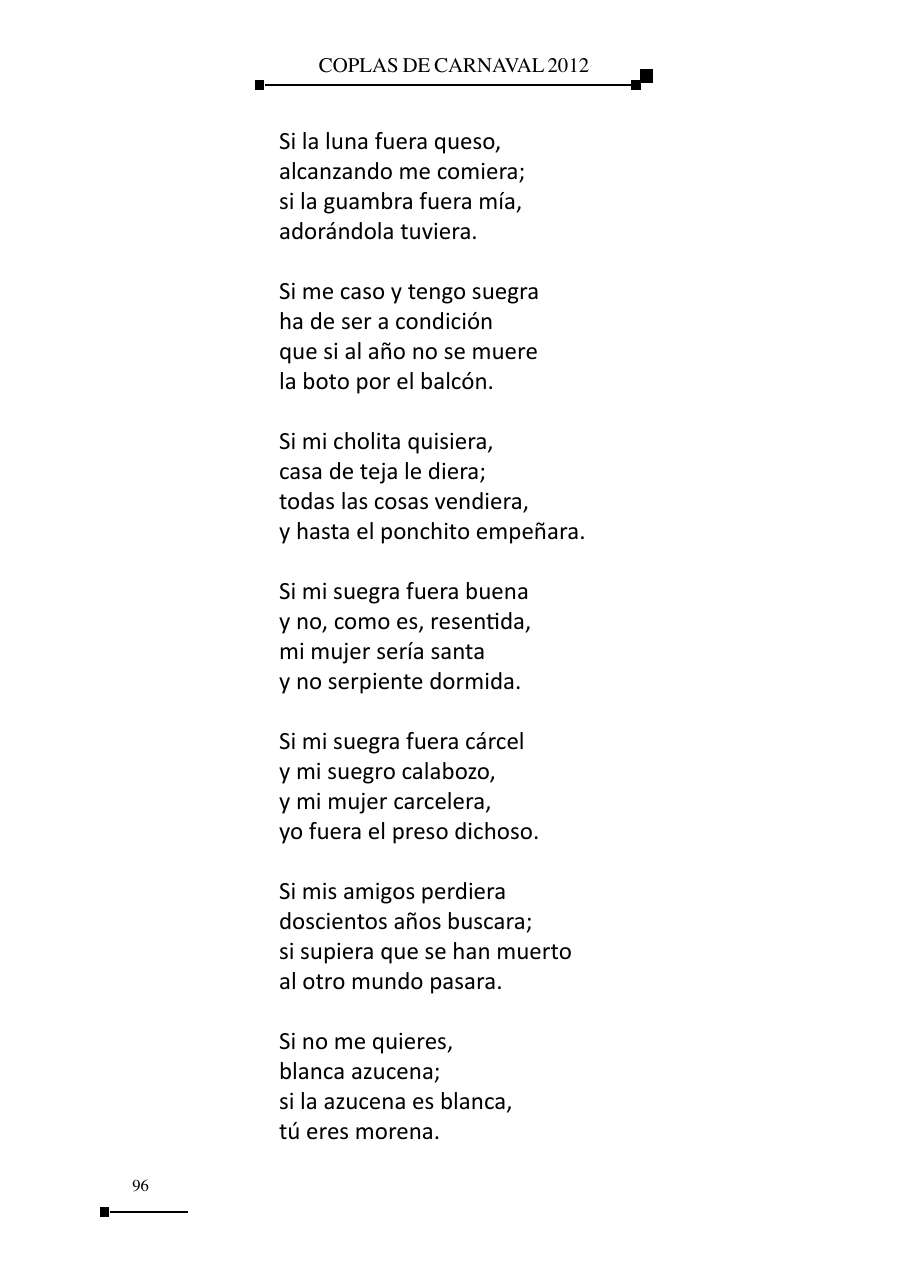 COPLAS DE CARNAVAL 2012
Si la luna fuera queso,
alcanzando me comiera;
si la guambra fuera mía,
adorándola tuviera.
Si me caso y tengo suegra
ha de ser a condición
que si al año no se muere
la boto por el balcón.
Si mi cholita quisiera,
casa de teja le diera;
todas las cosas vendiera,
y hasta el ponchito empeñara.
Si mi suegra fuera buena
y no, como es, resentida,
mi mujer sería santa
y no serpiente dormida.
Si mi suegra fuera cárcel
y mi suegro calabozo,
y mi mujer carcelera,
yo fuera el preso dichoso.
Si mis amigos perdiera
doscientos años buscara;
si supiera que se han muerto
al otro mundo pasara.
Si no me quieres,
blanca azucena;
si la azucena es blanca,
tú eres morena.
96